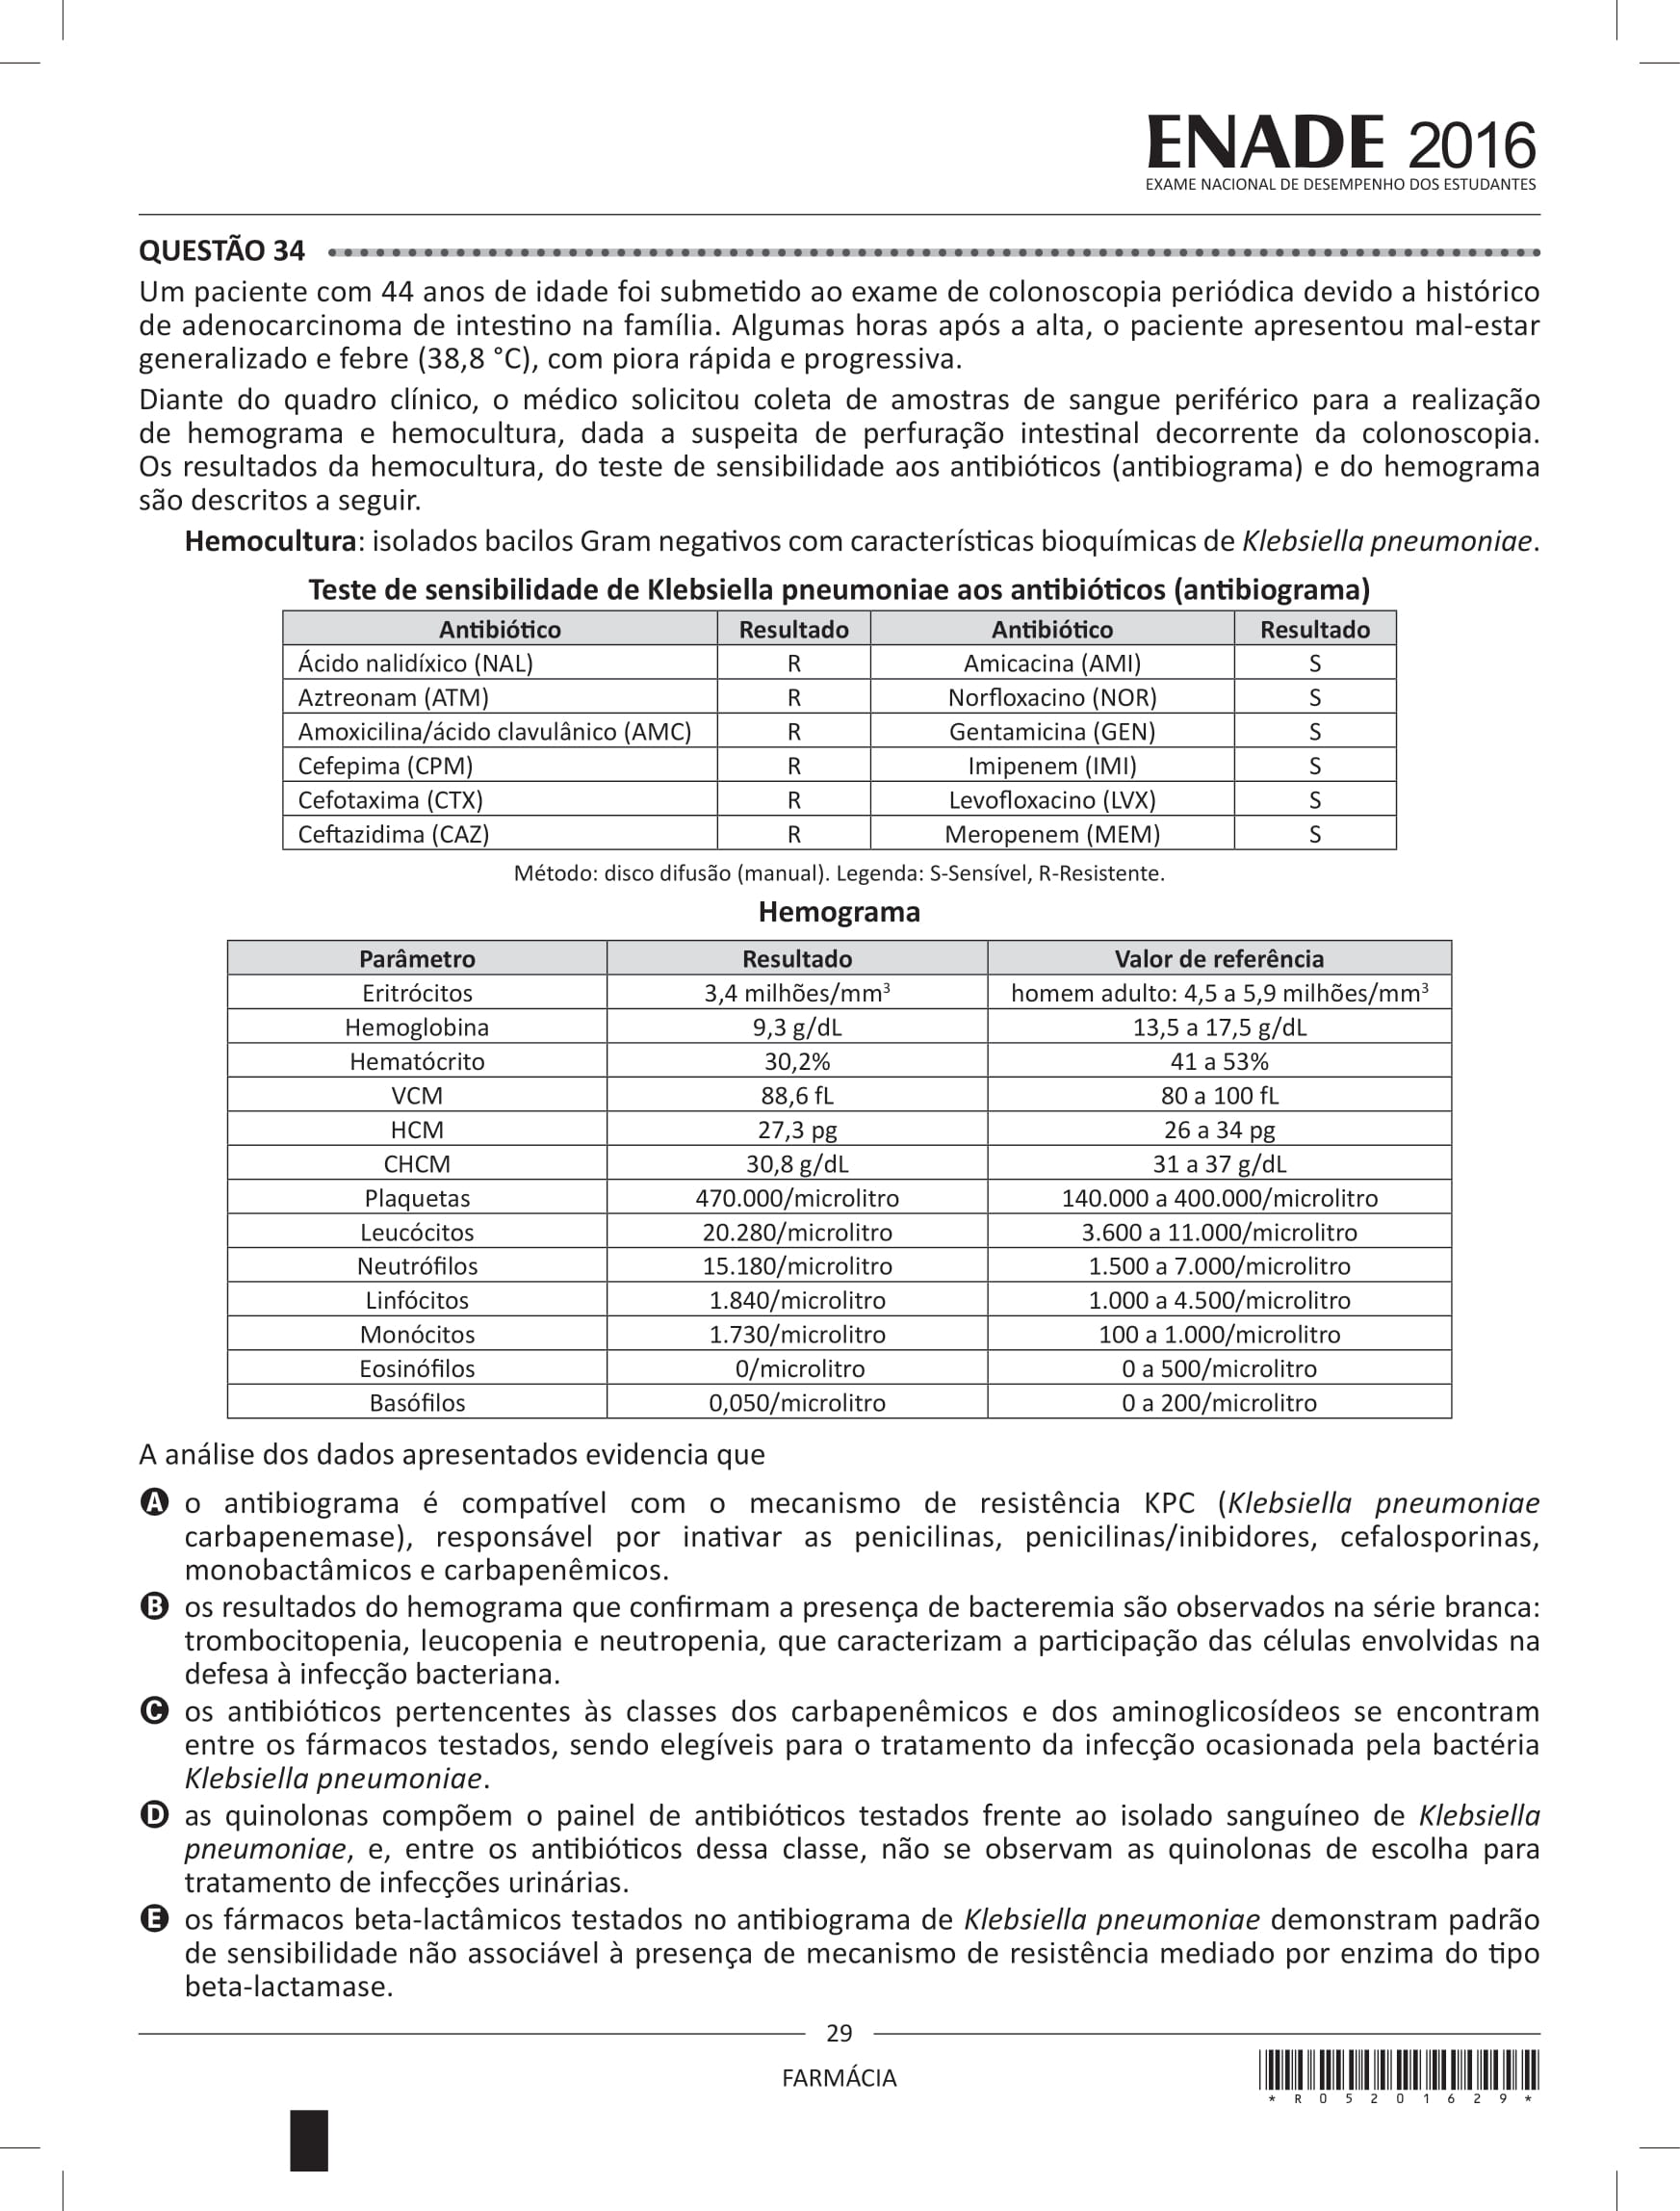 ENADE 2016
EXAME NACIONAL DE DESEMPENHO DOS ESTUDANTES
QUESTÃO 34
Um paciente com 44 anos de idade foi submetido ao exame de colonoscopia periódica devido a histórico
de adenocarcinoma de intestino na família. Algumas horas após a alta, o paciente apresentou mal-estar
generalizado e febre (38,8 °C), com piora rápida e progressiva.
Diante do quadro clínico, o médico solicitou coleta de amostras de sangue periférico para a realização
de hemograma e hemocultura, dada a suspeita de perfuração intestinal decorrente da colonoscopia.
Os resultados da hemocultura, do teste de sensibilidade aos antibióticos (antibiograma) e do hemograma
são descritos a seguir.
Hemocultura: isolados bacilos Gram negativos com características bioquímicas de Klebsiella pneumoniae.
Teste de sensibilidade de Klebsiella pneumoniae aos antibióticos (antibiograma)
Antibiótico Resultado Antibiótico Resultado
Ácido nalidíxico (NAL) R Amicacina (AMI) S
Aztreonam (ATM) R Norfloxacino (NOR) S
Amoxicilina/ácido clavulânico (AMC) R Gentamicina (GEN) S
Cefepima (CPM) R Imipenem (IMI) S
Cefotaxima (CTX) R Levofloxacino (LVX) S
Ceftazidima (CAZ) R Meropenem (MEM) S
Método: disco difusão (manual). Legenda: S-Sensível, R-Resistente.
Hemograma
Parâmetro Resultado Valor de referência
Eritrócitos 3,4 milhões/mm³ homem adulto: 4,5 a 5,9 milhões/mm³
Hemoglobina 9,3 g/dL 13,5 a 17,5 g/dL
Hematócrito 30,2% 41 a 53%
VCM 88,6 fL 80 a 100 fL
HCM 27,3 pg 26 a 34 pg
CHCM 30,8 g/dL 31 a 37 g/dL
Plaquetas 470.000/microlitro 140.000 a 400.000/microlitro
Leucócitos 20.280/microlitro 3.600 a 11.000/microlitro
Neutrófilos 15.180/microlitro 1.500 a 7.000/microlitro
Linfócitos 1.840/microlitro 1.000 a 4.500/microlitro
Monócitos 1.730/microlitro 100 a 1.000/microlitro
Eosinófilos 0/microlitro 0 a 500/microlitro
Basófilos 0,050/microlitro 0 a 200/microlitro
A análise dos dados apresentados evidencia que
A o antibiograma é compatível com o mecanismo de resistência KPC (Klebsiella pneumoniae
carbapenemase), responsável por inativar as penicilinas, penicilinas/inibidores, cefalosporinas,
monobactâmicos e carbapenêmicos.
B os resultados do hemograma que confirmam a presença de bacteremia são observados na série branca:
trombocitopenia, leucopenia e neutropenia, que caracterizam a participação das células envolvidas na
defesa à infecção bacteriana.
C os antibióticos pertencentes às classes dos carbapenêmicos e dos aminoglicosídeos se encontram
entre os fármacos testados, sendo elegíveis para o tratamento da infecção ocasionada pela bactéria
Klebsiella pneumoniae.
D as quinolonas compõem o painel de antibióticos testados frente ao isolado sanguíneo de Klebsiella
pneumoniae, e, entre os antibióticos dessa classe, não se observam as quinolonas de escolha para
tratamento de infecções urinárias.
E os fármacos beta-lactâmicos testados no antibiograma de Klebsiella pneumoniae demonstram padrão
de sensibilidade não associável à presença de mecanismo de resistência mediado por enzima do tipo
beta-lactamase.
29
FARMÁCIA
* R 0 5 2 0 1 6 2 9 *